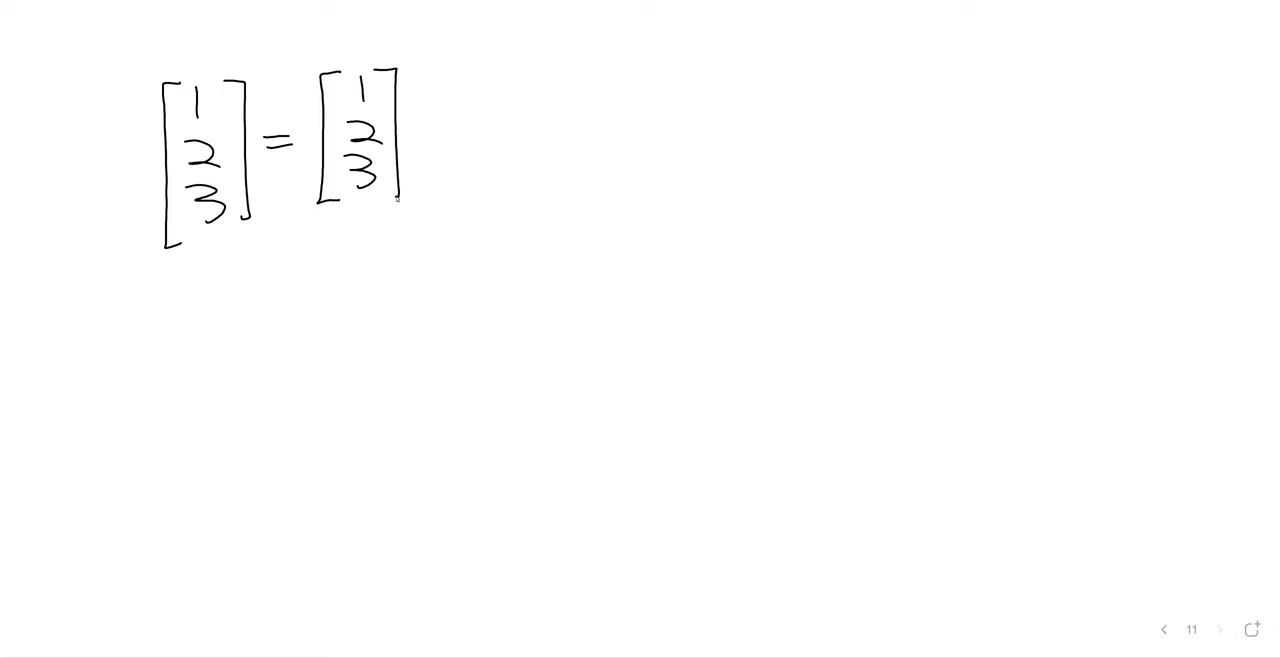 [1 2 3] = [1 2 3]
11